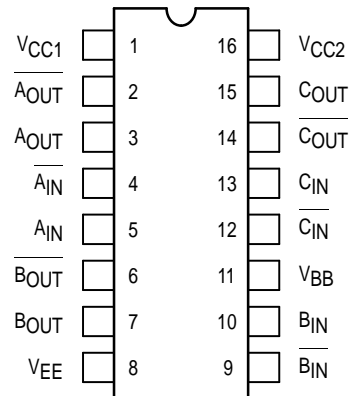 VCC1 1 16 VCC2
AOUT 2 15 COUT
AOUT 3 14 COUT
AIN 4 13 CIN
AIN 5 12 CIN
BOUT 6 11 VBB
BOUT 7 10 BIN
VEE 8 9 BIN